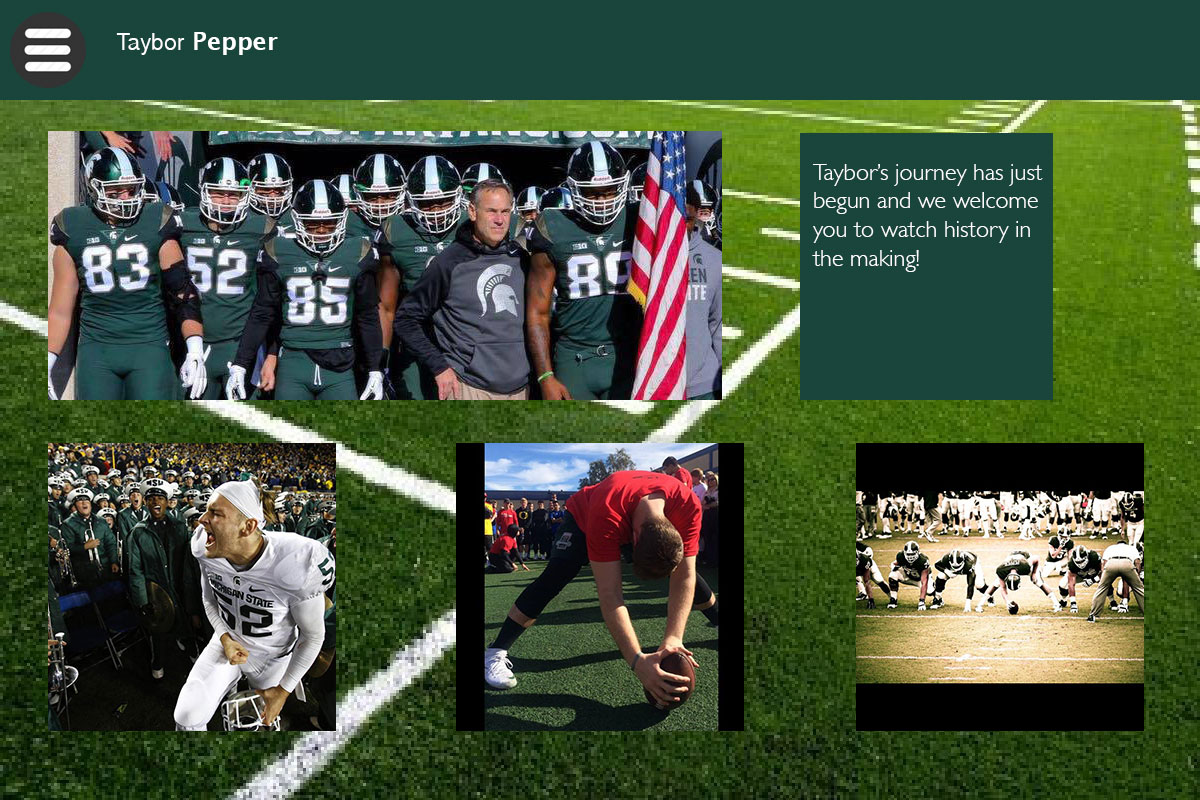 Taybor Pepper
83
52
85
89
Taybor's journey has just
begun and we welcome
you to watch history in
the making!
MSU
MICHIGAN STATE
52